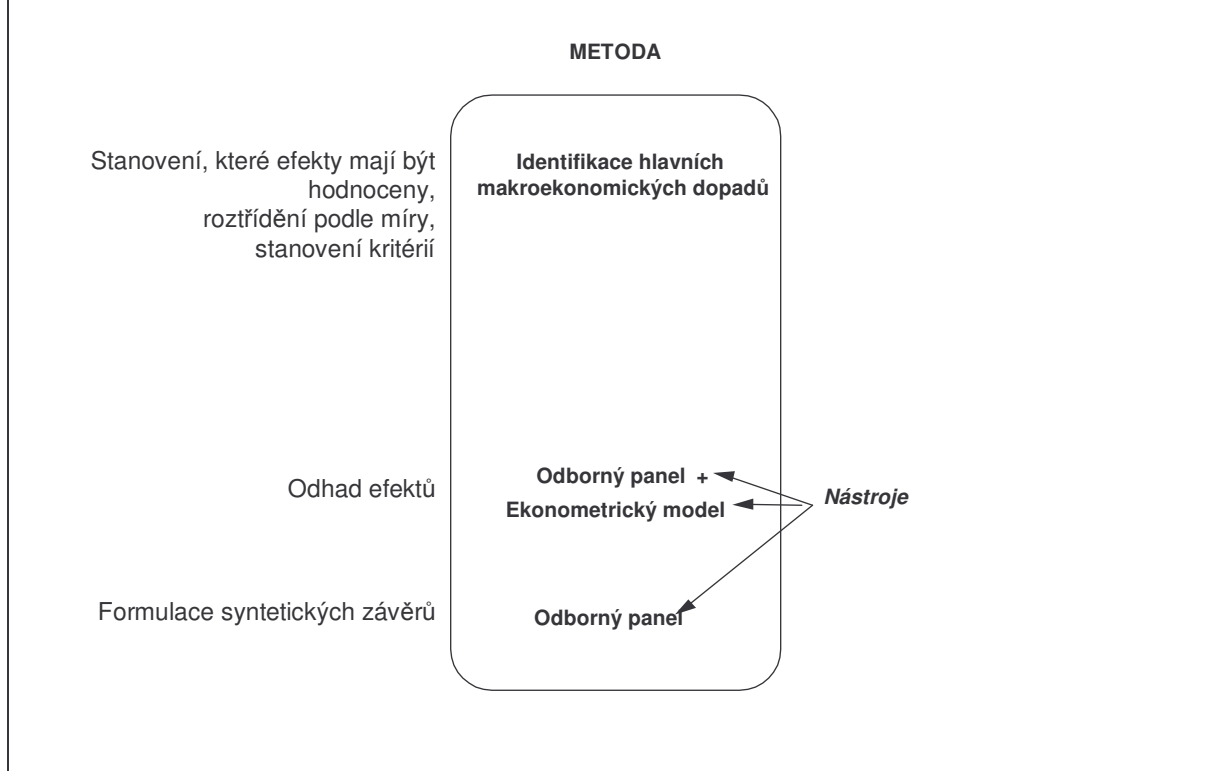 METODA
Stanovení, které efekty mají být
hodnoceny,
roztřídění podle míry,
stanovení kritérií
Identifikace hlavních
makroekonomických dopadů
Odhad efektů
Odborný panel +
Ekonometrický model
Nástroje
Formulace syntetických závěrů
Odborný panel